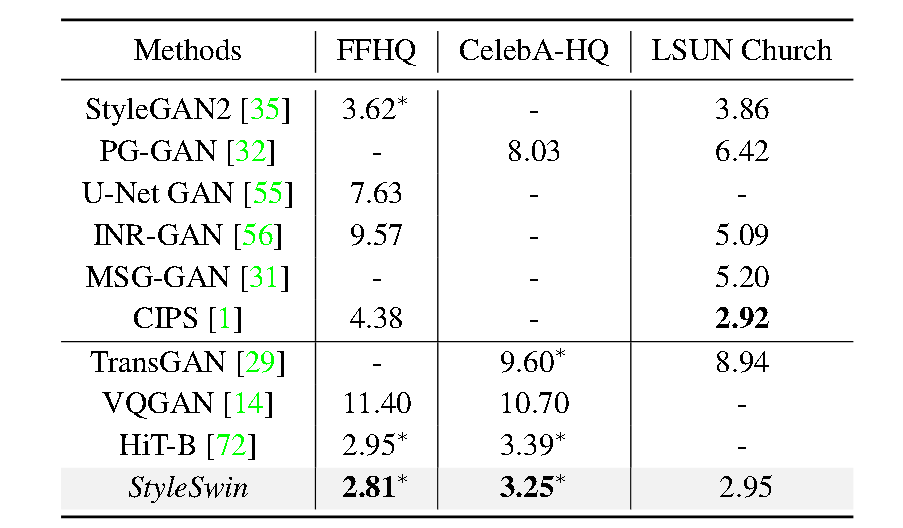 Methods FFHQ CelebA-HQ LSUN Church
StyleGAN2 [35] 3.62* - 3.86
PG-GAN [32] - 8.03 6.42
U-Net GAN [55] 7.63 - -
INR-GAN [56] 9.57 - 5.09
MSG-GAN [31] - - 5.20
CIPS [1] 4.38 - 2.92
TransGAN [29] - 9.60* 8.94
VQGAN [14] 11.40 10.70 -
HiT-B [72] 2.95* 3.39* -
StyleSwin 2.81* 3.25* 2.95